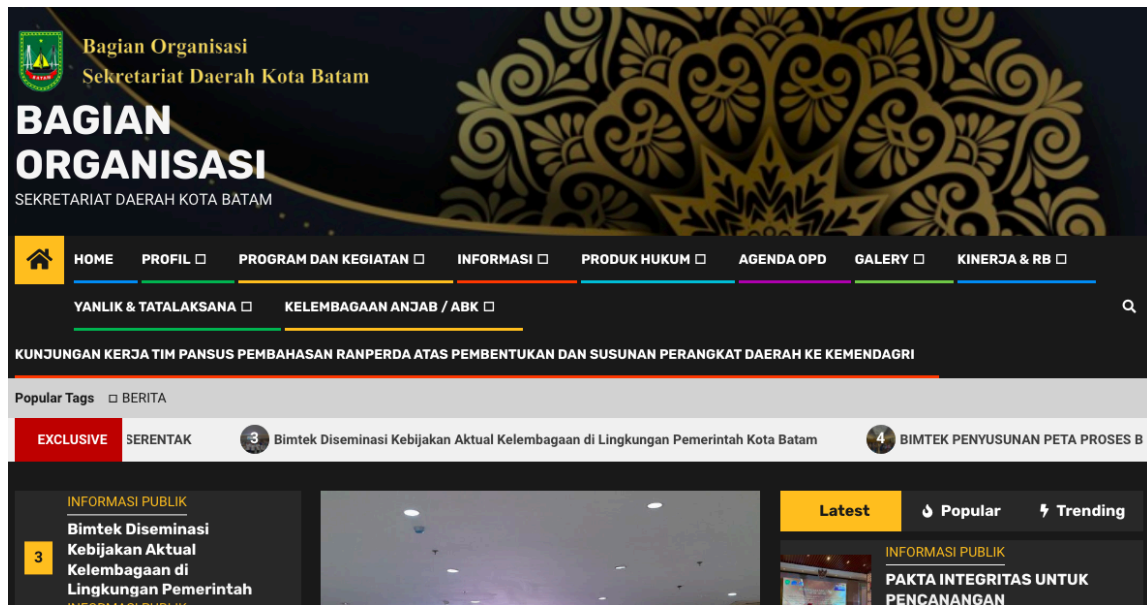 Bagian Organisasi
Sekretariat Daerah Kota Batam
BATAM
BAGIAN
ORGANISASI
SEKRETARIAT DAERAH KOTA BATAM
HOME PROFIL PROGRAM DAN KEGIATAN INFORMASI PRODUK HUKUM AGENDA OPD GALERY KINERJA & RB
YANLIK & TATALAKSANA KELEMBAGAAN ANJAB / ABK
KUNJUNGAN KERJA TIM PANSUS PEMBAHASAN RANPERDA ATAS PEMBENTUKAN DAN SUSUNAN PERANGKAT DAERAH KE KEMENDAGRI
Popular Tags BERITA
EXCLUSIVE SERENTAK 3 Bimtek Diseminasi Kebijakan Aktual Kelembagaan di Lingkungan Pemerintah Kota Batam 4 BIMTEK PENYUSUNAN PETA PROSES B
INFORMASI PUBLIK
3
Bimtek Diseminasi
Kebijakan Aktual
Kelembagaan di
Lingkungan Pemerintah
INFORMASI PUBLIK
Latest Popular Trending
INFORMASI PUBLIK
PAKTA INTEGRITAS UNTUK
PENCANANGAN